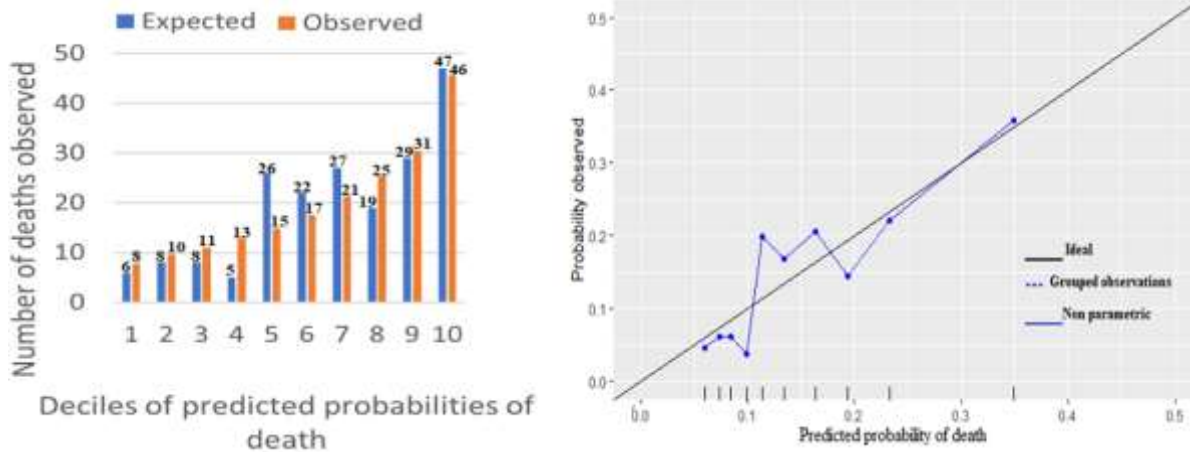 Expected Observed
Number of deaths observed
50
40
30
20
10
0
6 8 8 10 8 11 5 13 26 15 22 17 27 21 19 25 29 31 47 46
1 2 3 4 5 6 7 8 9 10
Deciles of predicted probabilities of
death
Probability observed
0.5
0.4
0.3
0.2
0.1
0.0
Ideal
Grouped observations
Non parametric
0.0 0.1 0.2 0.3 0.4 0.5
Predicted probability of death